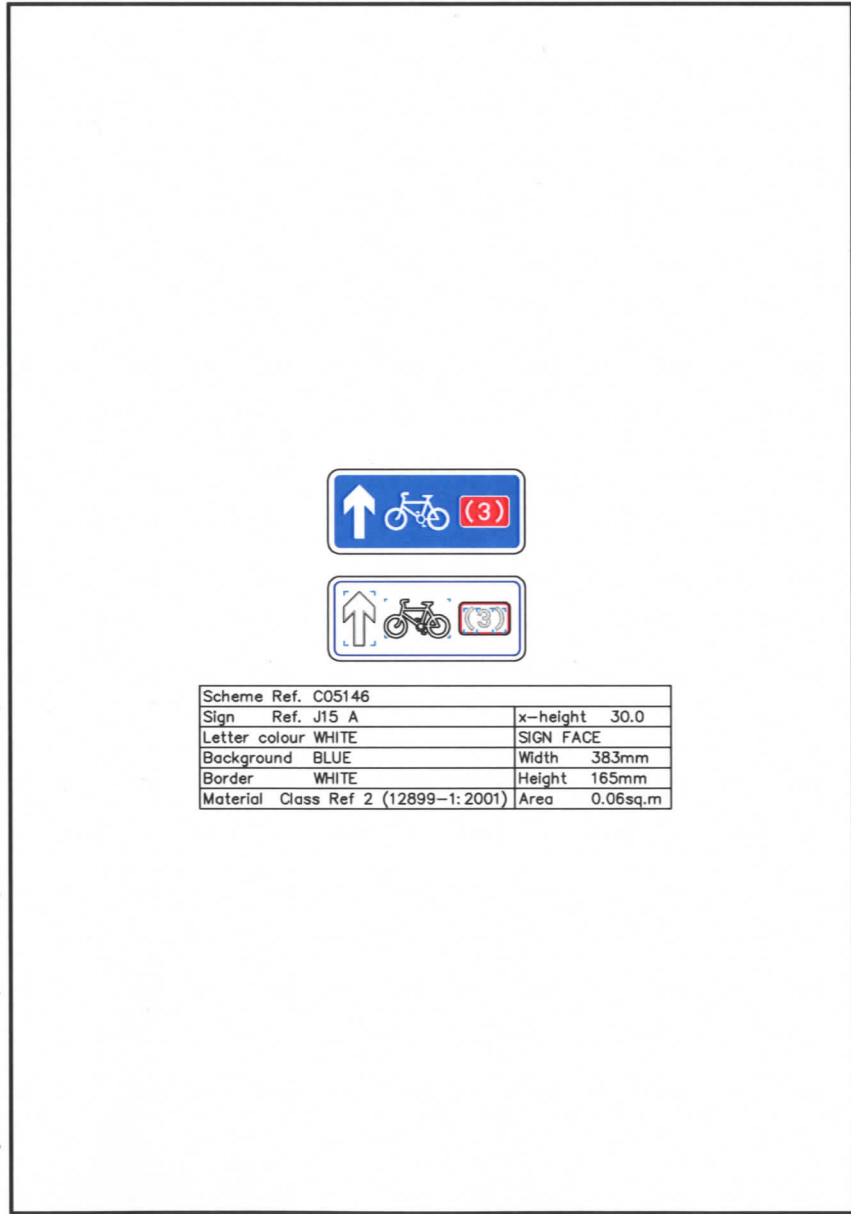 (3)
(3)
Scheme Ref. C05146
Sign Ref. J15 A x-height 30.0
Letter colour WHITE SIGN FACE
Background BLUE Width 383mm
Border WHITE Height 165mm
Material Class Ref 2 (12899-1:2001) Area 0.06sq.m